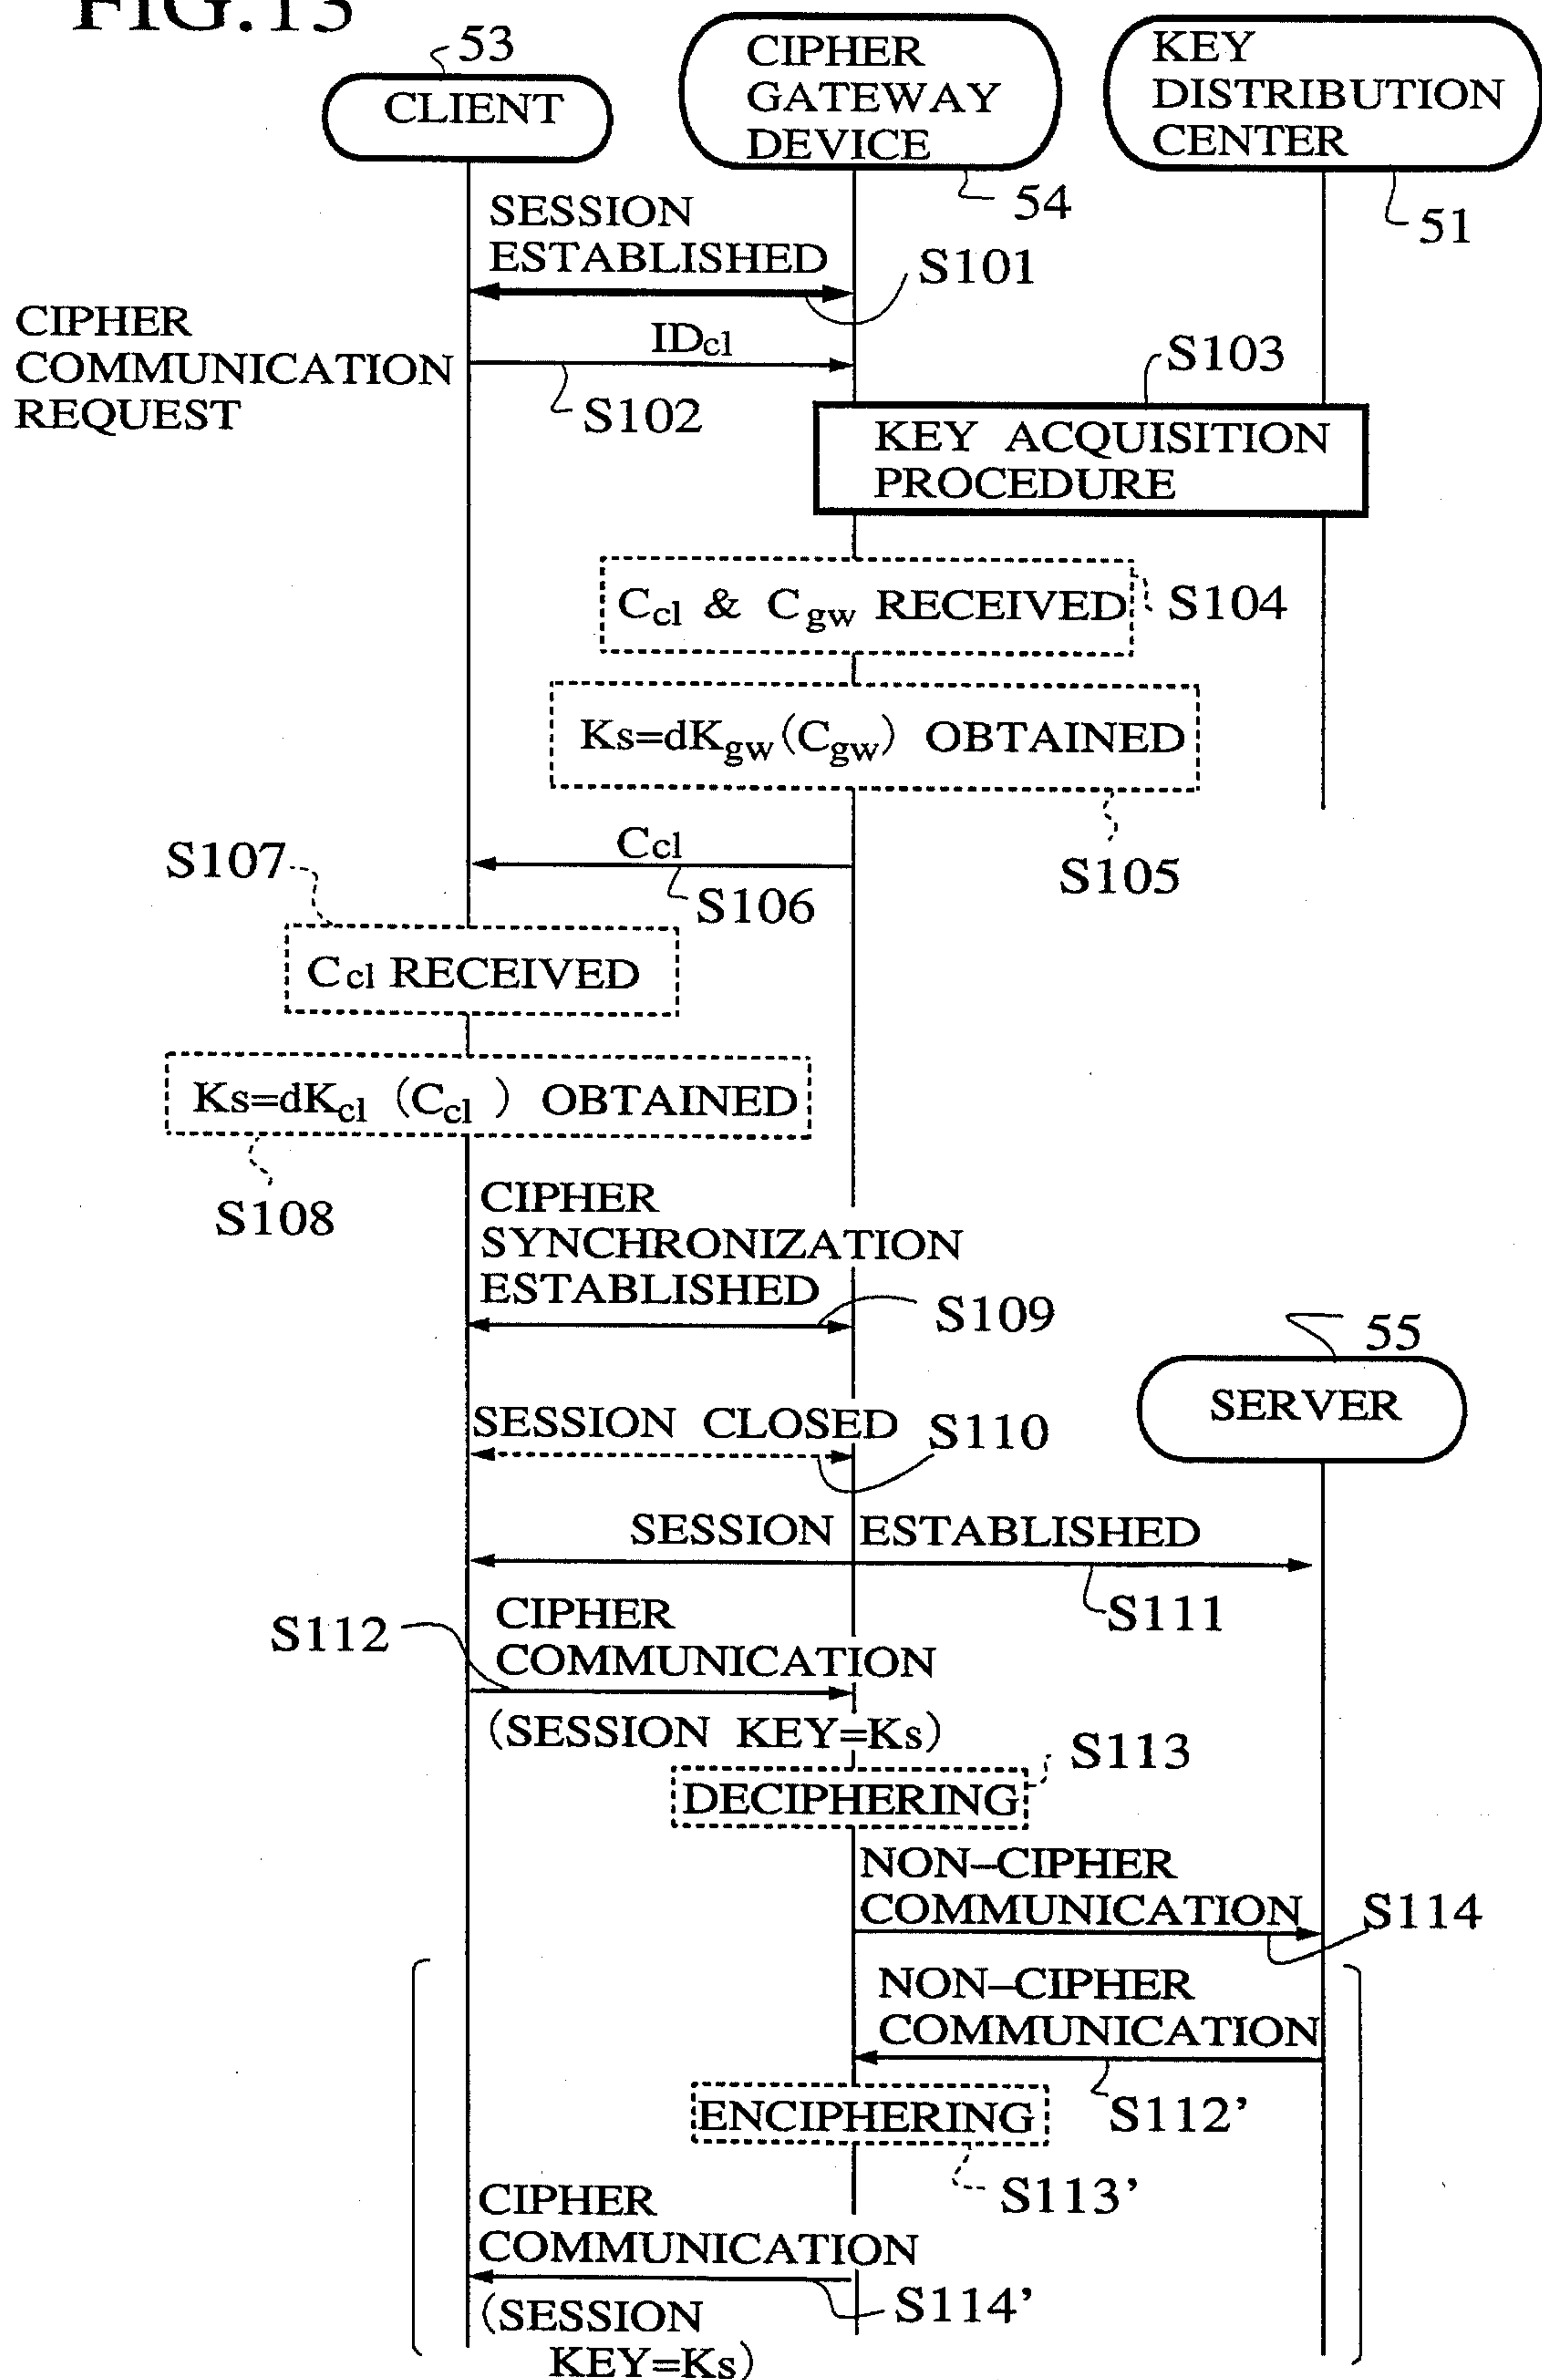 FIG.13
53
CLIENT
CIPHER
GATEWAY
DEVICE
54
KEY
DISTRIBUTION
CENTER
51
SESSION
ESTABLISHED
S101
CIPHER
COMMUNICATION
REQUEST
IDcl
S102
S103
KEY ACQUISITION
PROCEDURE
Ccl & Cgw RECEIVED
S104
Ks=dKgw(Cgw) OBTAINED
S105
Ccl
S106
S107
Ccl RECEIVED
Ks=dKcl (Ccl ) OBTAINED
S108
CIPHER
SYNCHRONIZATION
ESTABLISHED
S109
55
SERVER
SESSION CLOSED
S110
SESSION ESTABLISHED
S111
S112
CIPHER
COMMUNICATION
(SESSION KEY=Ks)
S113
DECIPHERING
NON-CIPHER
COMMUNICATION
S114
NON-CIPHER
COMMUNICATION
S112'
ENCIPHERING
S113'
CIPHER
COMMUNICATION
S114'
(SESSION
KEY=Ks)